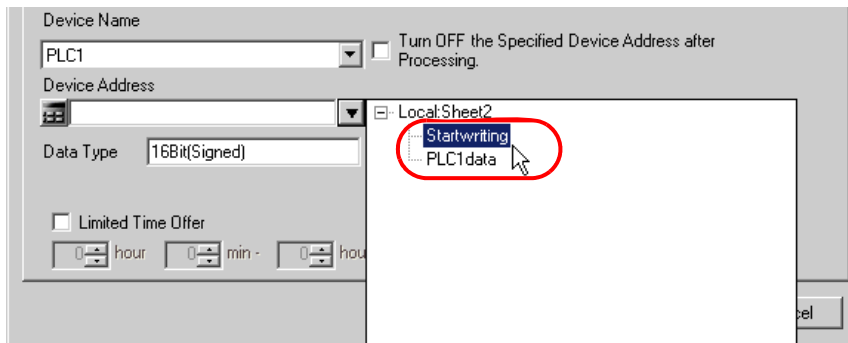 Device Name
PLC1
Turn OFF the Specified Device Address after
Processing.
Device Address
Local:Sheet2
Startwriting
Data Type
16Bit(Signed)
PLC1data
Limited Time Offer
0 hour 0 min - 0 hou
cel